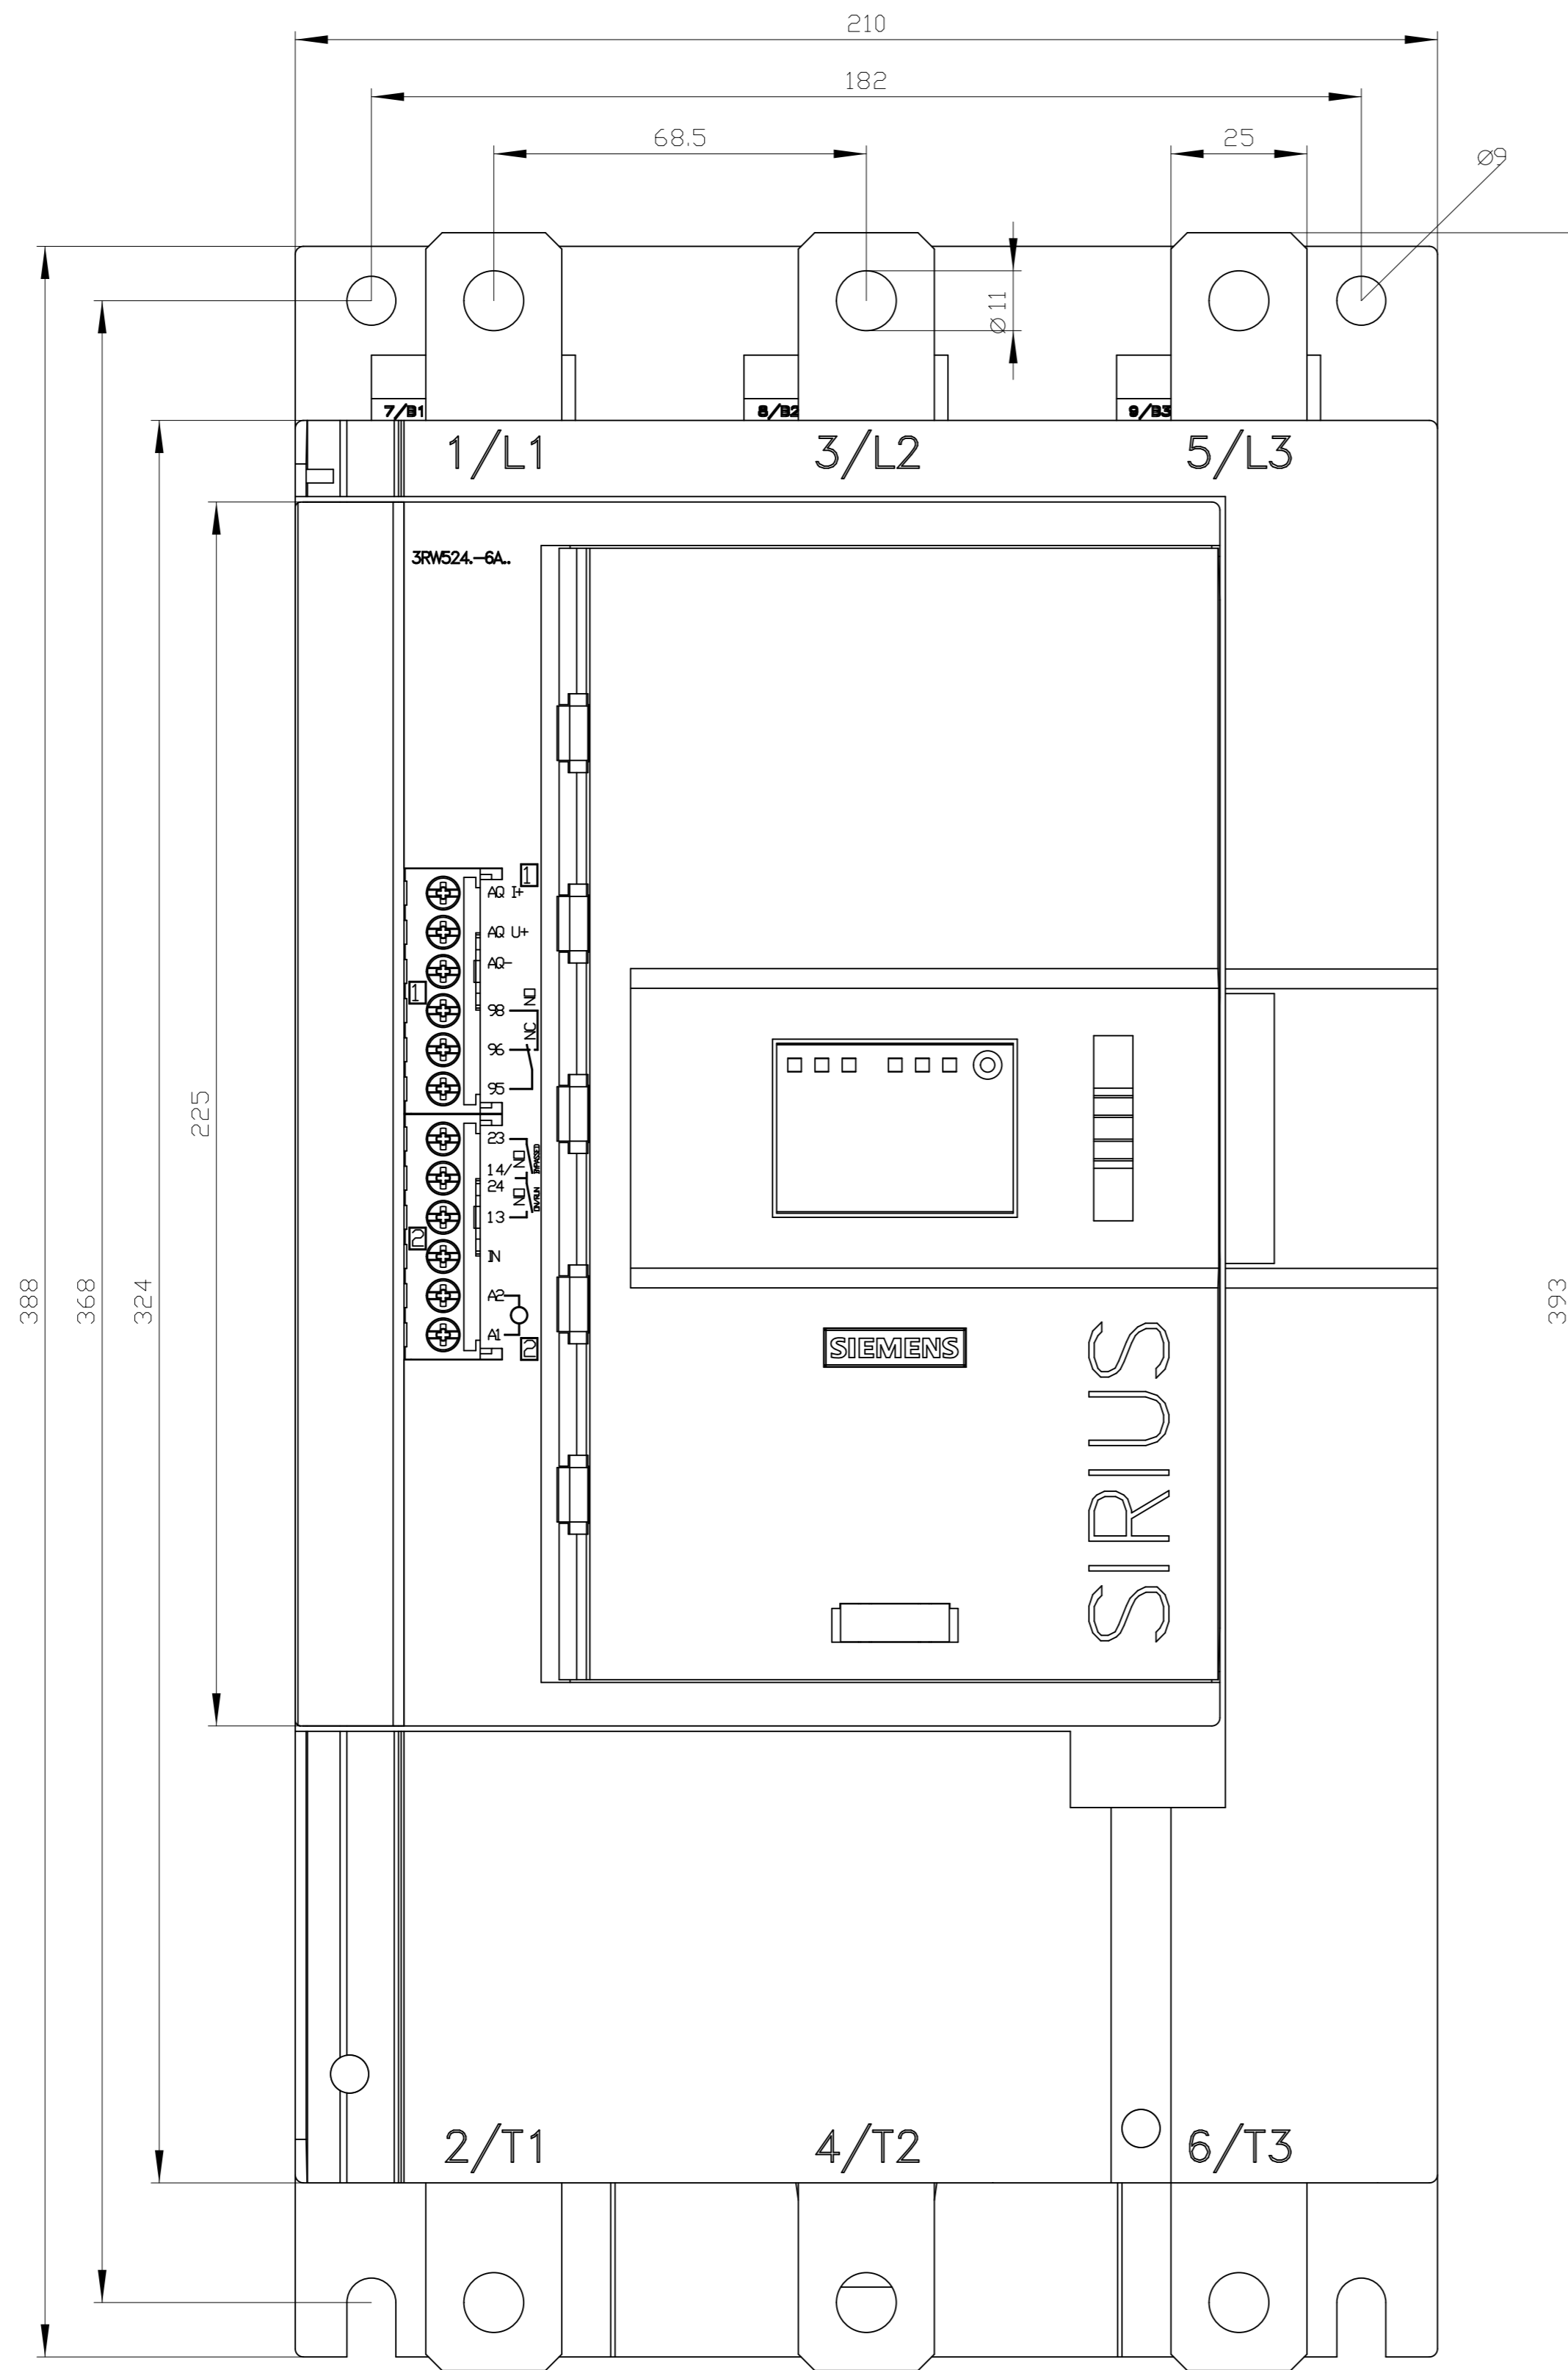 210
182
68.5
25
Ø9
Ø11
7/B1
8/B2
9/B3
1/L1
3/L2
5/L3
3RW524.-6A..
1
AQ I+
AQ U+
AQ-
1
98
NO
96
NC
95
23
14/
24
NO
BYPASSED
13
NO
ON/RUN
2
IN
A2
A1
2
225
388
368
324
393
SIEMENS
SIRIUS
2/T1
4/T2
6/T3